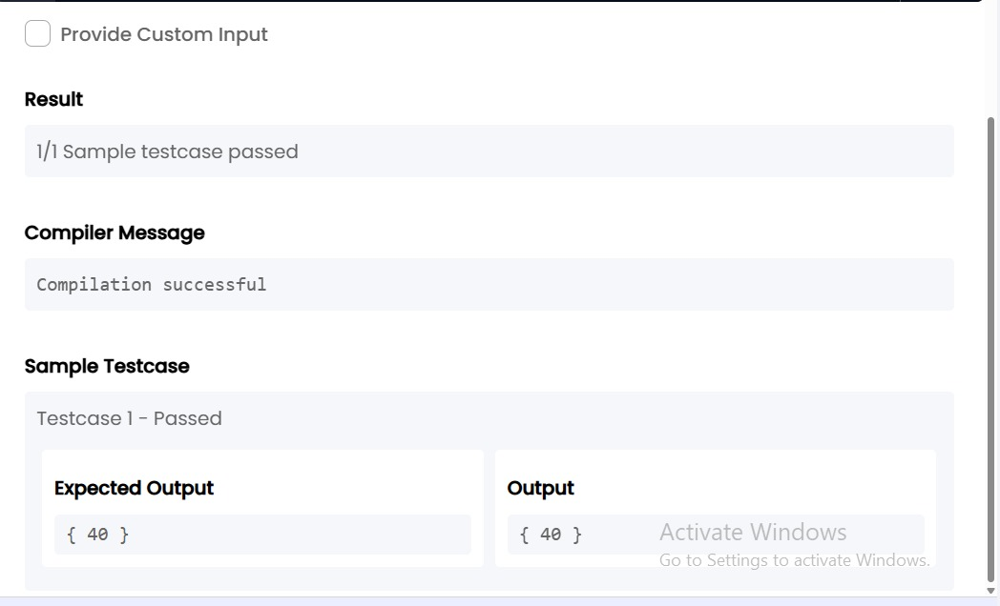 Provide Custom Input
Result
1/1 Sample testcase passed
Compiler Message
Compilation successful
Sample Testcase
Testcase 1 - Passed
Expected Output
{ 40 }
Output
{ 40 }
Activate Windows
Go to Settings to activate Windows.